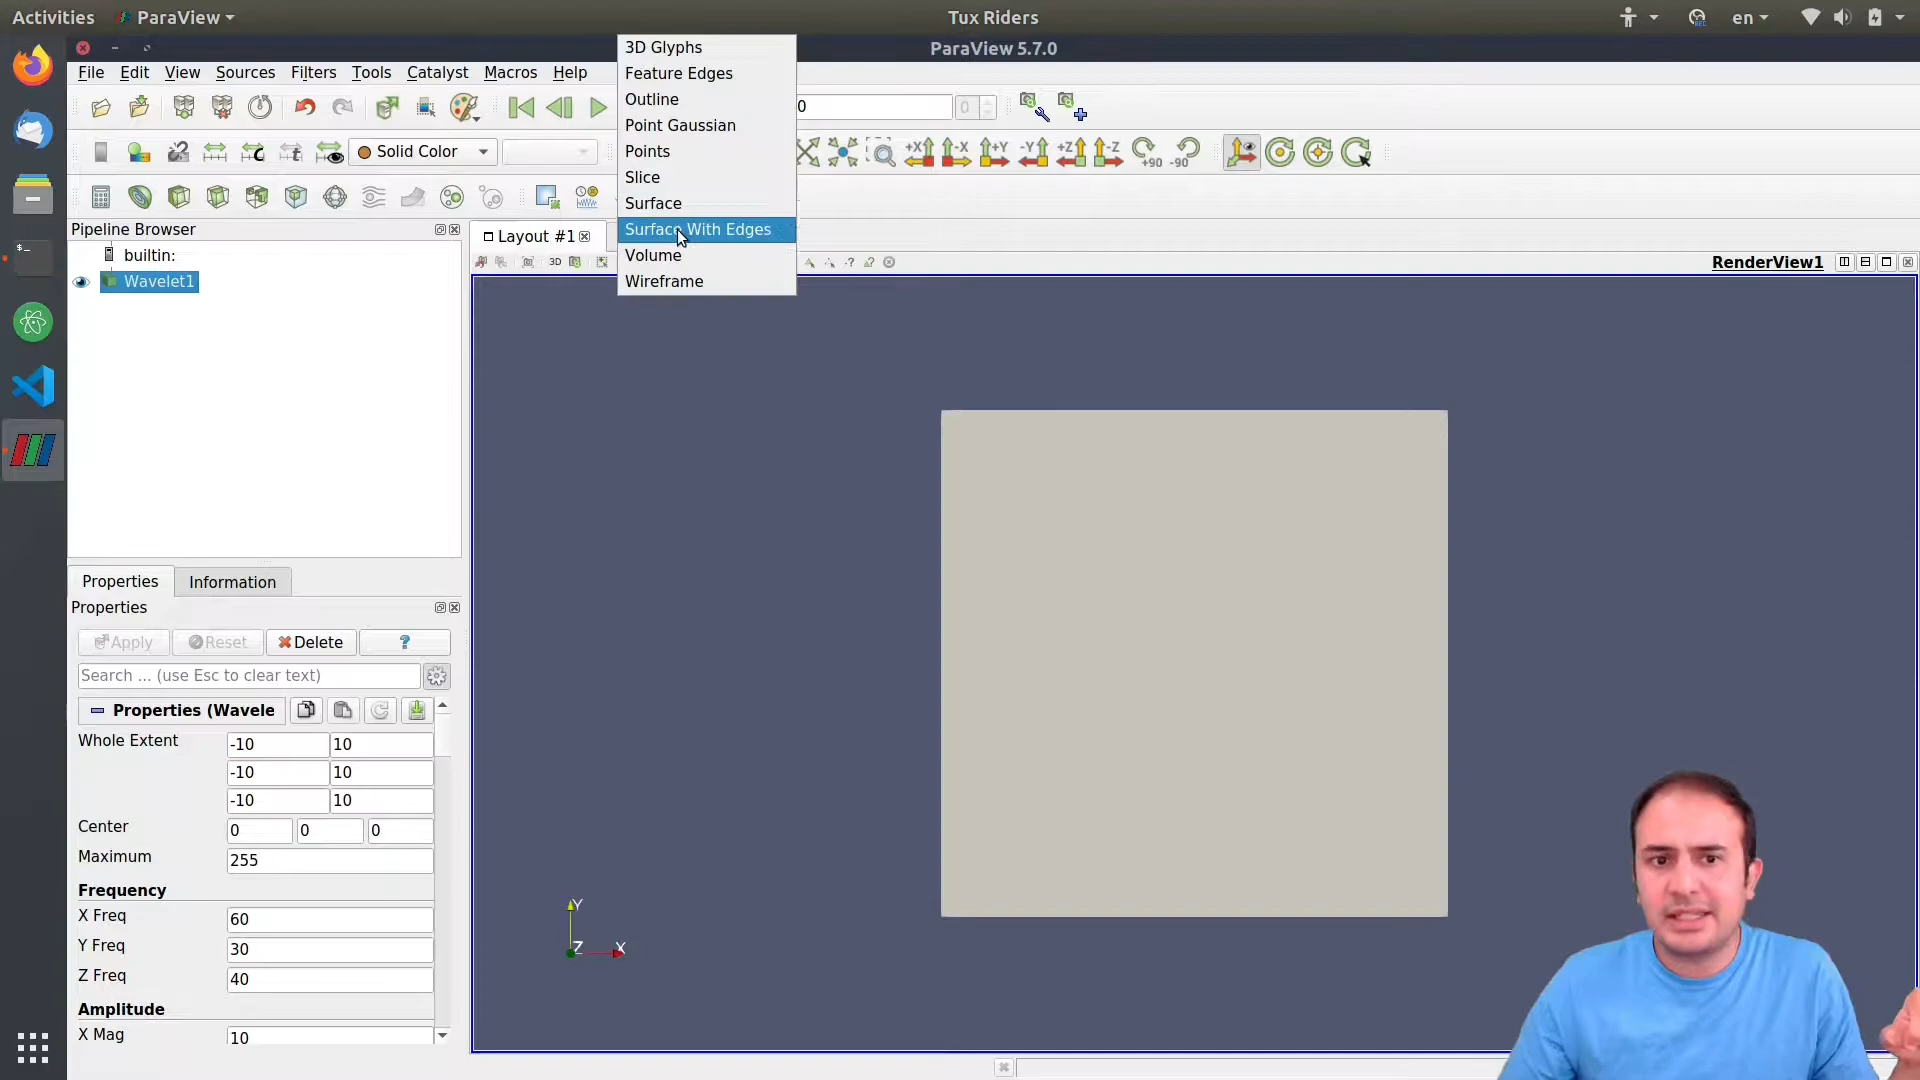 Activities
ParaView
Tux Riders
en
ParaView 5.7.0
File Edit View Sources Filters Tools Catalyst Macros Help
3D Glyphs
Feature Edges
Outline
Point Gaussian
Points
Slice
Surface
Surface With Edges
Volume
Wireframe
0
0
Solid Color
+X
-X
+Y
-Y
+Z
-Z
+90
-90
Pipeline Browser
builtin:
Wavelet1
Layout #1
3D
RenderView1
Properties
Information
Properties
Apply
Reset
Delete
?
Search ... (use Esc to clear text)
Properties (Wavele
Whole Extent
-10 10
-10 10
-10 10
Center 0 0 0
Maximum 255
Frequency
X Freq 60
Y Freq 30
Z Freq 40
Amplitude
X Mag 10
Y
Z
X